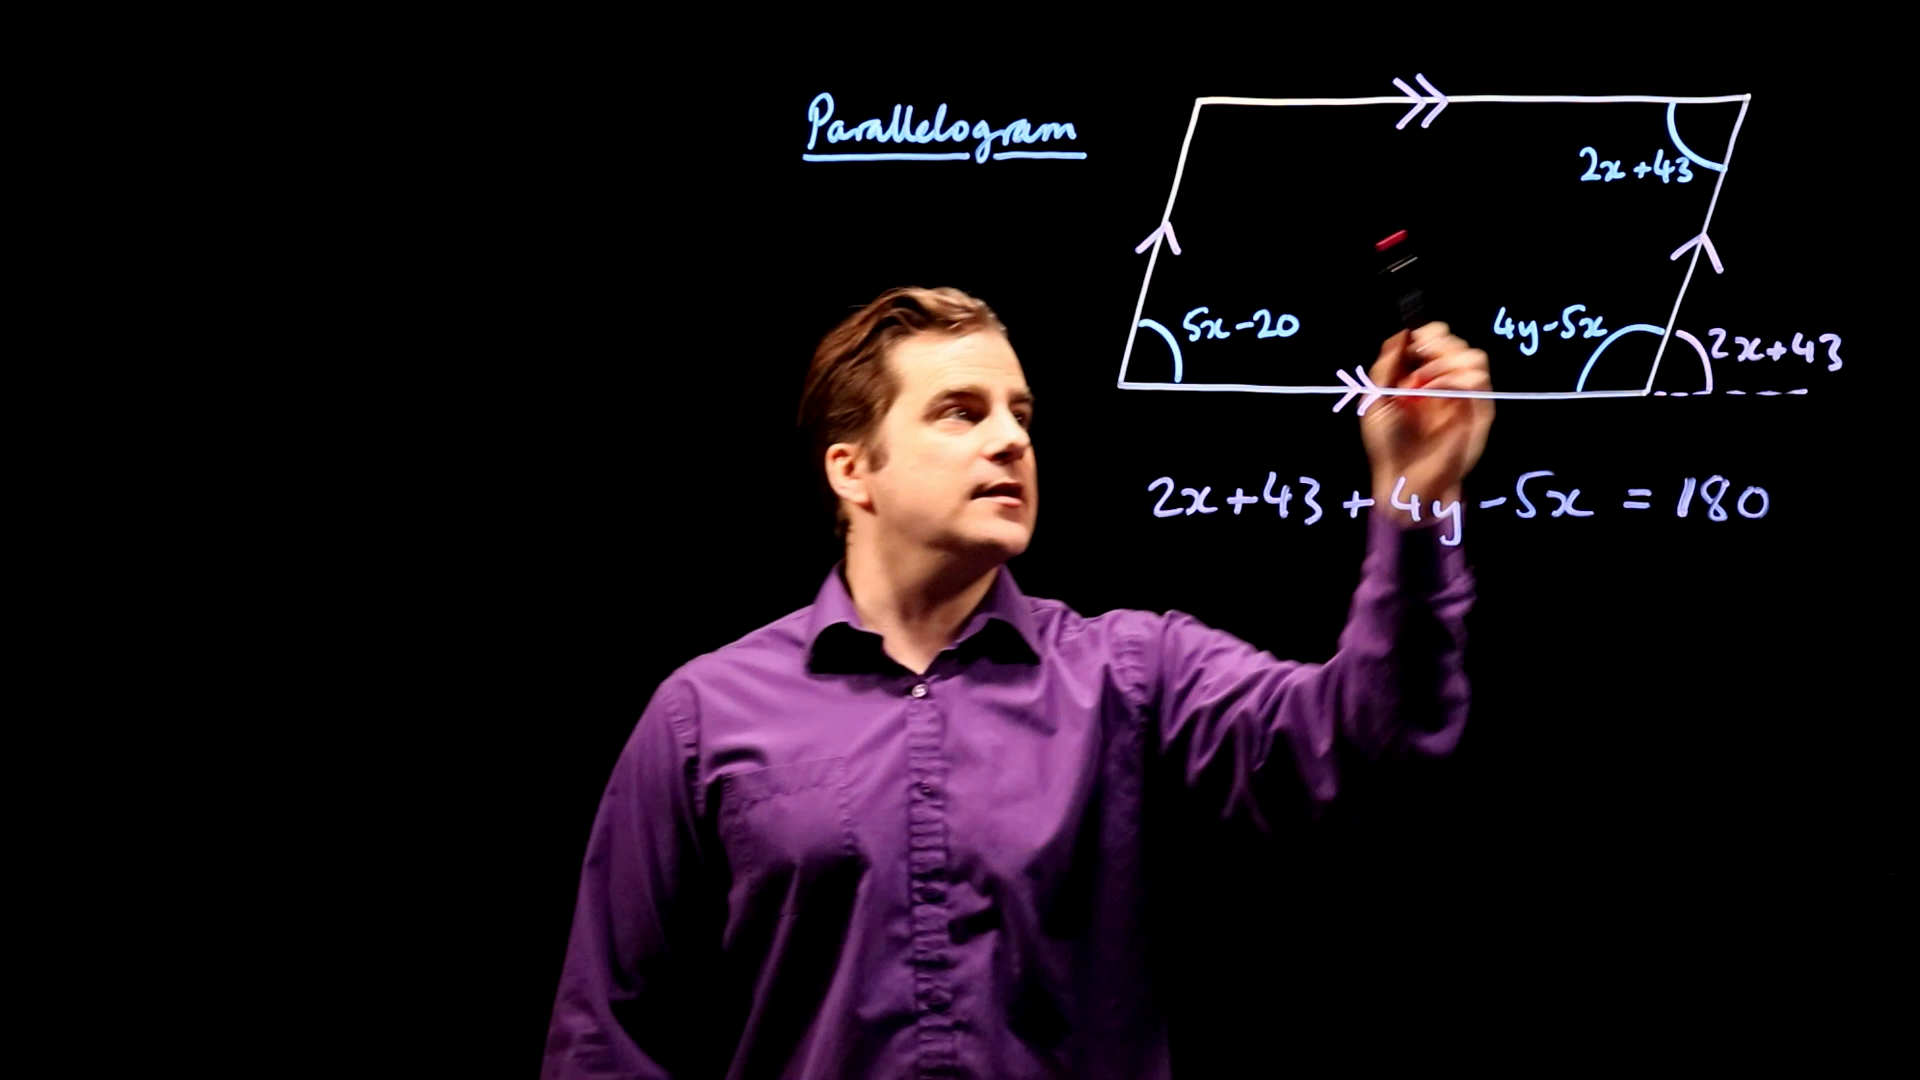 Parallelogram
2x+43
5x-20
4y-5x
2x+43
2x+43+4y-5x = 180